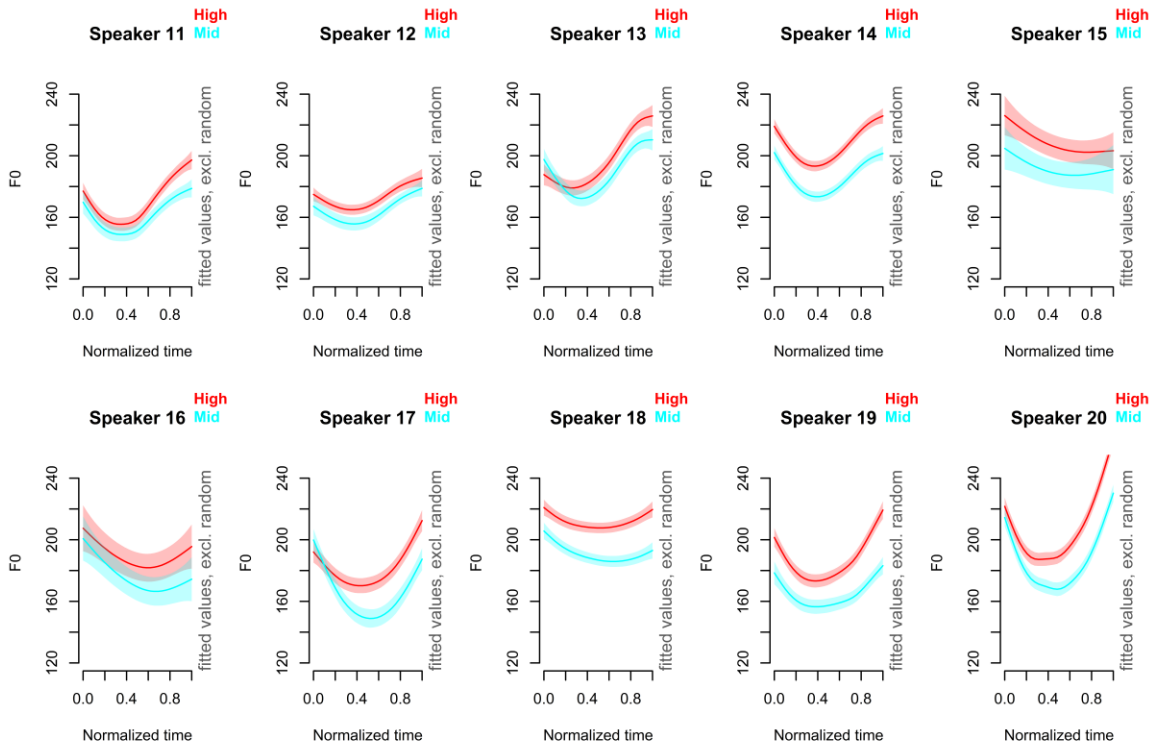 High
Speaker 11 Mid
F0
120 160 200 240
fitted values, excl. random
0.0 0.4 0.8
Normalized time
High
Speaker 12 Mid
F0
120 160 200 240
fitted values, excl. random
0.0 0.4 0.8
Normalized time
High
Speaker 13 Mid
F0
120 160 200 240
fitted values, excl. random
0.0 0.4 0.8
Normalized time
High
Speaker 14 Mid
F0
120 160 200 240
fitted values, excl. random
0.0 0.4 0.8
Normalized time
High
Speaker 15 Mid
F0
120 160 200 240
fitted values, excl. random
0.0 0.4 0.8
Normalized time
High
Speaker 16 Mid
F0
120 160 200 240
fitted values, excl. random
0.0 0.4 0.8
Normalized time
High
Speaker 17 Mid
F0
120 160 200 240
fitted values, excl. random
0.0 0.4 0.8
Normalized time
High
Speaker 18 Mid
F0
120 160 200 240
fitted values, excl. random
0.0 0.4 0.8
Normalized time
High
Speaker 19 Mid
F0
120 160 200 240
fitted values, excl. random
0.0 0.4 0.8
Normalized time
High
Speaker 20 Mid
F0
120 160 200 240
fitted values, excl. random
0.0 0.4 0.8
Normalized time